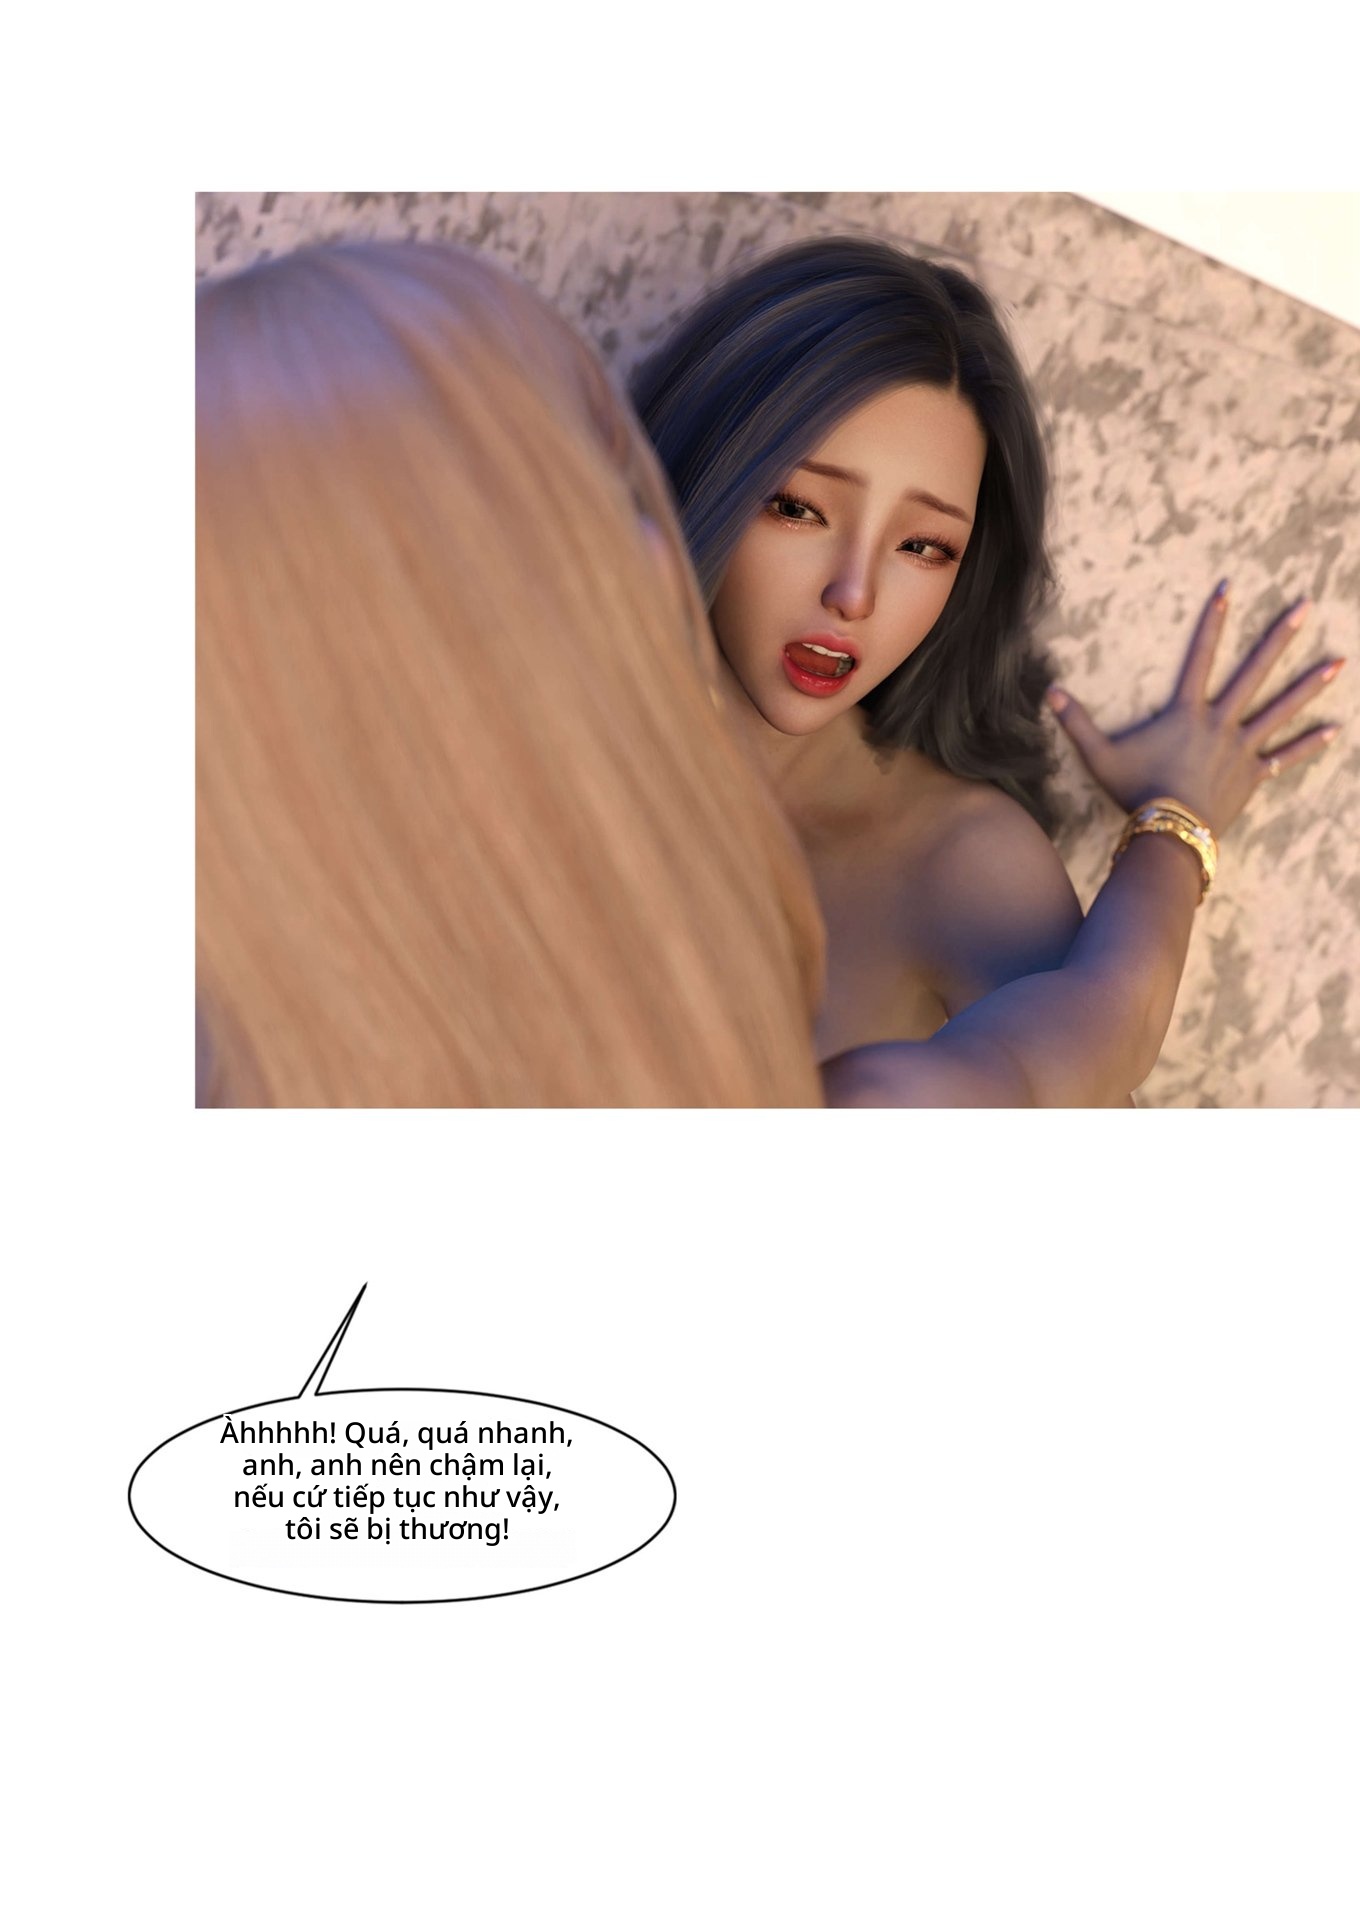 Àhhhhh! Quá, quá nhanh,
anh, anh nên chậm lại,
nếu cứ tiếp tục như vậy,
tôi sẽ bị thương!